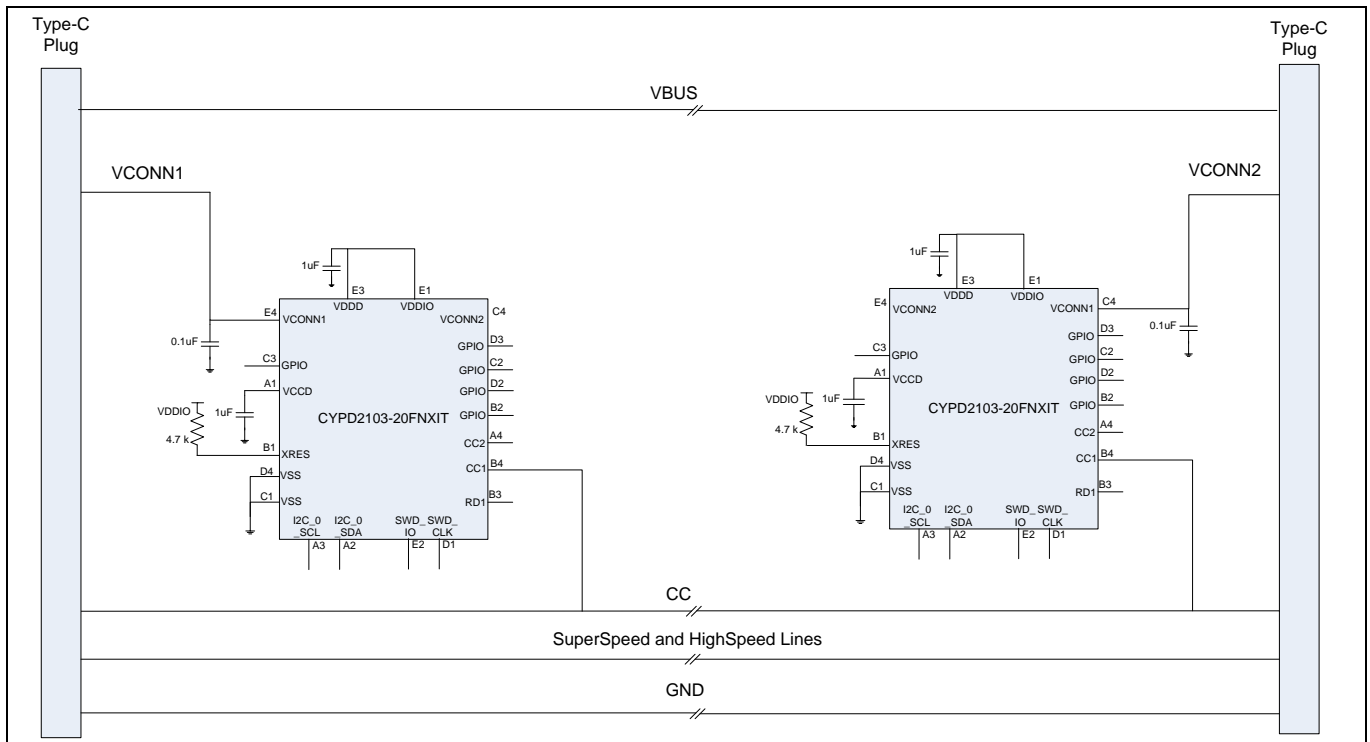 Type-C
Plug
Type-C
Plug
VBUS
VCONN1
VCONN2
1uF
E3
E1
VDDD
VDDIO
E4
VCONN1
C4
VCONN2
0.1uF
D3
GPIO
C3
GPIO
C2
GPIO
A1
VCCD
D2
GPIO
VDDIO
1uF
B2
GPIO
CYPD2103-20FNXIT
4.7 k
A4
CC2
B1
XRES
B4
CC1
D4
VSS
C1
VSS
B3
RD1
I2C_0
_SCL
I2C_0
_SDA
SWD_
IO
SWD_
CLK
A3
A2
E2
D1
1uF
E3
E1
VDDD
VDDIO
E4
VCONN2
C4
VCONN1
0.1uF
D3
GPIO
C3
GPIO
C2
GPIO
A1
VCCD
D2
GPIO
VDDIO
1uF
B2
GPIO
CYPD2103-20FNXIT
4.7 k
A4
CC2
B1
XRES
B4
CC1
D4
VSS
C1
VSS
B3
RD1
I2C_0
_SCL
I2C_0
_SDA
SWD_
IO
SWD_
CLK
A3
A2
E2
D1
CC
SuperSpeed and HighSpeed Lines
GND